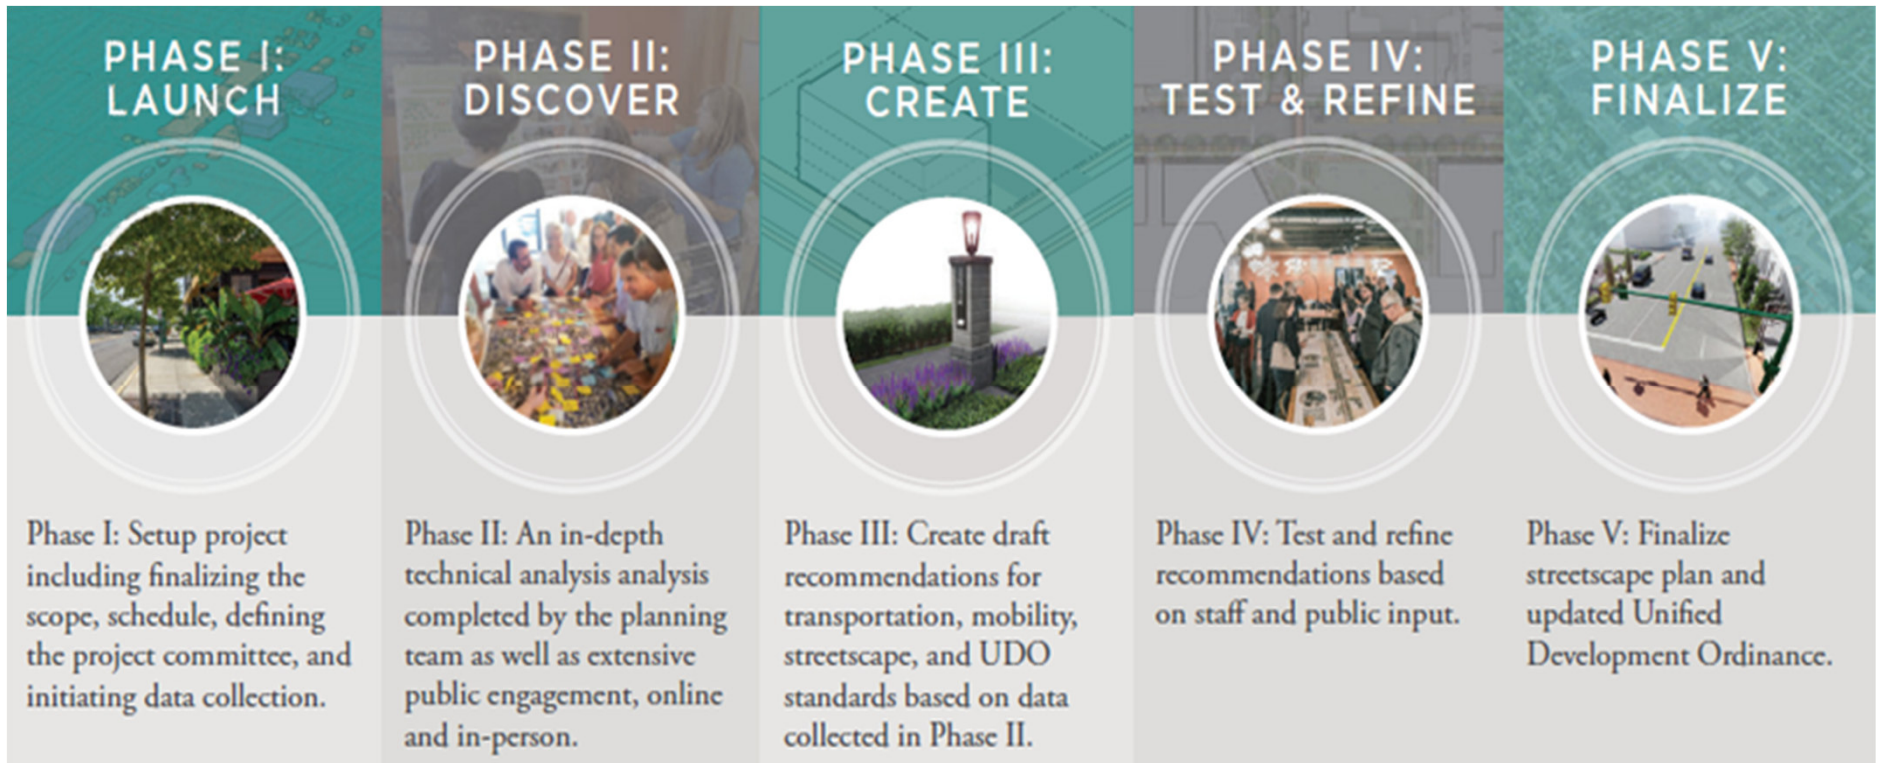 PHASE I:
LAUNCH
Phase I: Setup project
including finalizing the
scope, schedule, defining
the project committee, and
initiating data collection.
PHASE II:
DISCOVER
Phase II: An in-depth
technical analysis analysis
completed by the planning
team as well as extensive
public engagement, online
and in-person.
PHASE III:
CREATE
Phase III: Create draft
recommendations for
transportation, mobility,
streetscape, and UDO
standards based on data
collected in Phase II.
PHASE IV:
TEST & REFINE
Phase IV: Test and refine
recommendations based
on staff and public input.
PHASE V:
FINALIZE
Phase V: Finalize
streetscape plan and
updated Unified
Development Ordinance.